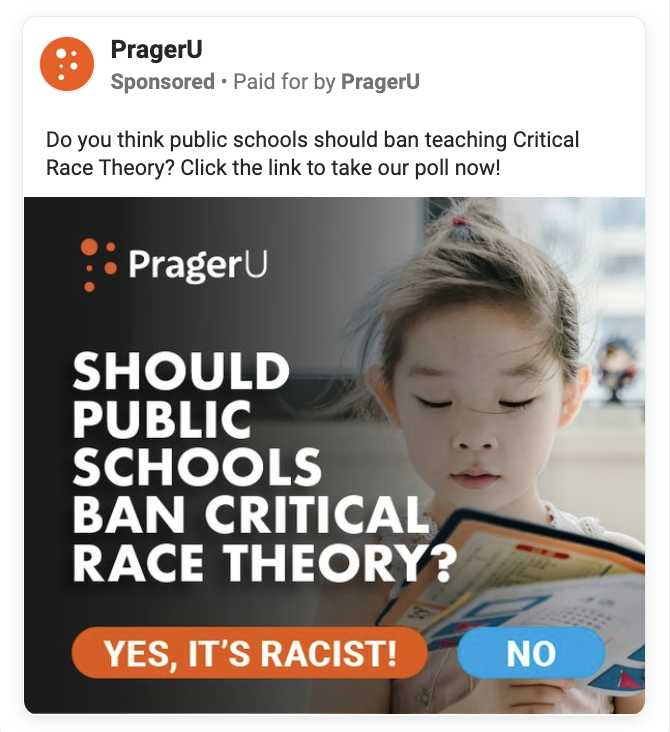 PragerU
Sponsored • Paid for by PragerU
Do you think public schools should ban teaching Critical
Race Theory? Click the link to take our poll now!
PragerU
SHOULD
PUBLIC
SCHOOLS
BAN CRITICAL
RACE THEORY?
YES, IT'S RACIST!
NO